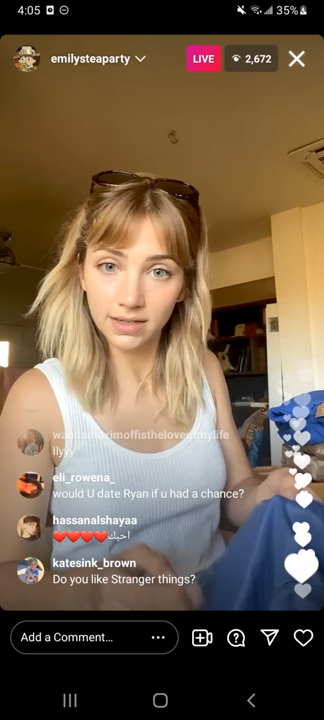 4:05
35%
emilysteaparty
LIVE
2,672
wandamaximoffistheloveofmylife
Ilyyy
eli_rowena_
would U date Ryan if u had a chance?
hassanalshayaa
❤️❤️❤️❤️احبك
katesink_brown
Do you like Stranger things?
Add a Comment…